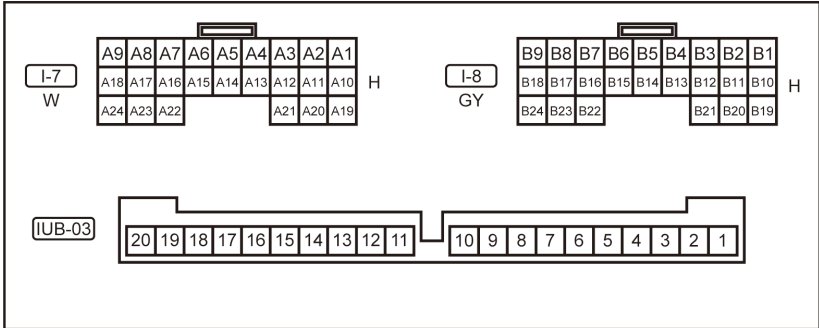 A9 A8 A7 A6 A5 A4 A3 A2 A1
I-7 A18 A17 A16 A15 A14 A13 A12 A11 A10 H
W
A24 A23 A22 A21 A20 A19
B9 B8 B7 B6 B5 B4 B3 B2 B1
I-8 B18 B17 B16 B15 B14 B13 B12 B11 B10 H
GY
B24 B23 B22 B21 B20 B19
IUB-03
20 19 18 17 16 15 14 13 12 11 10 9 8 7 6 5 4 3 2 1